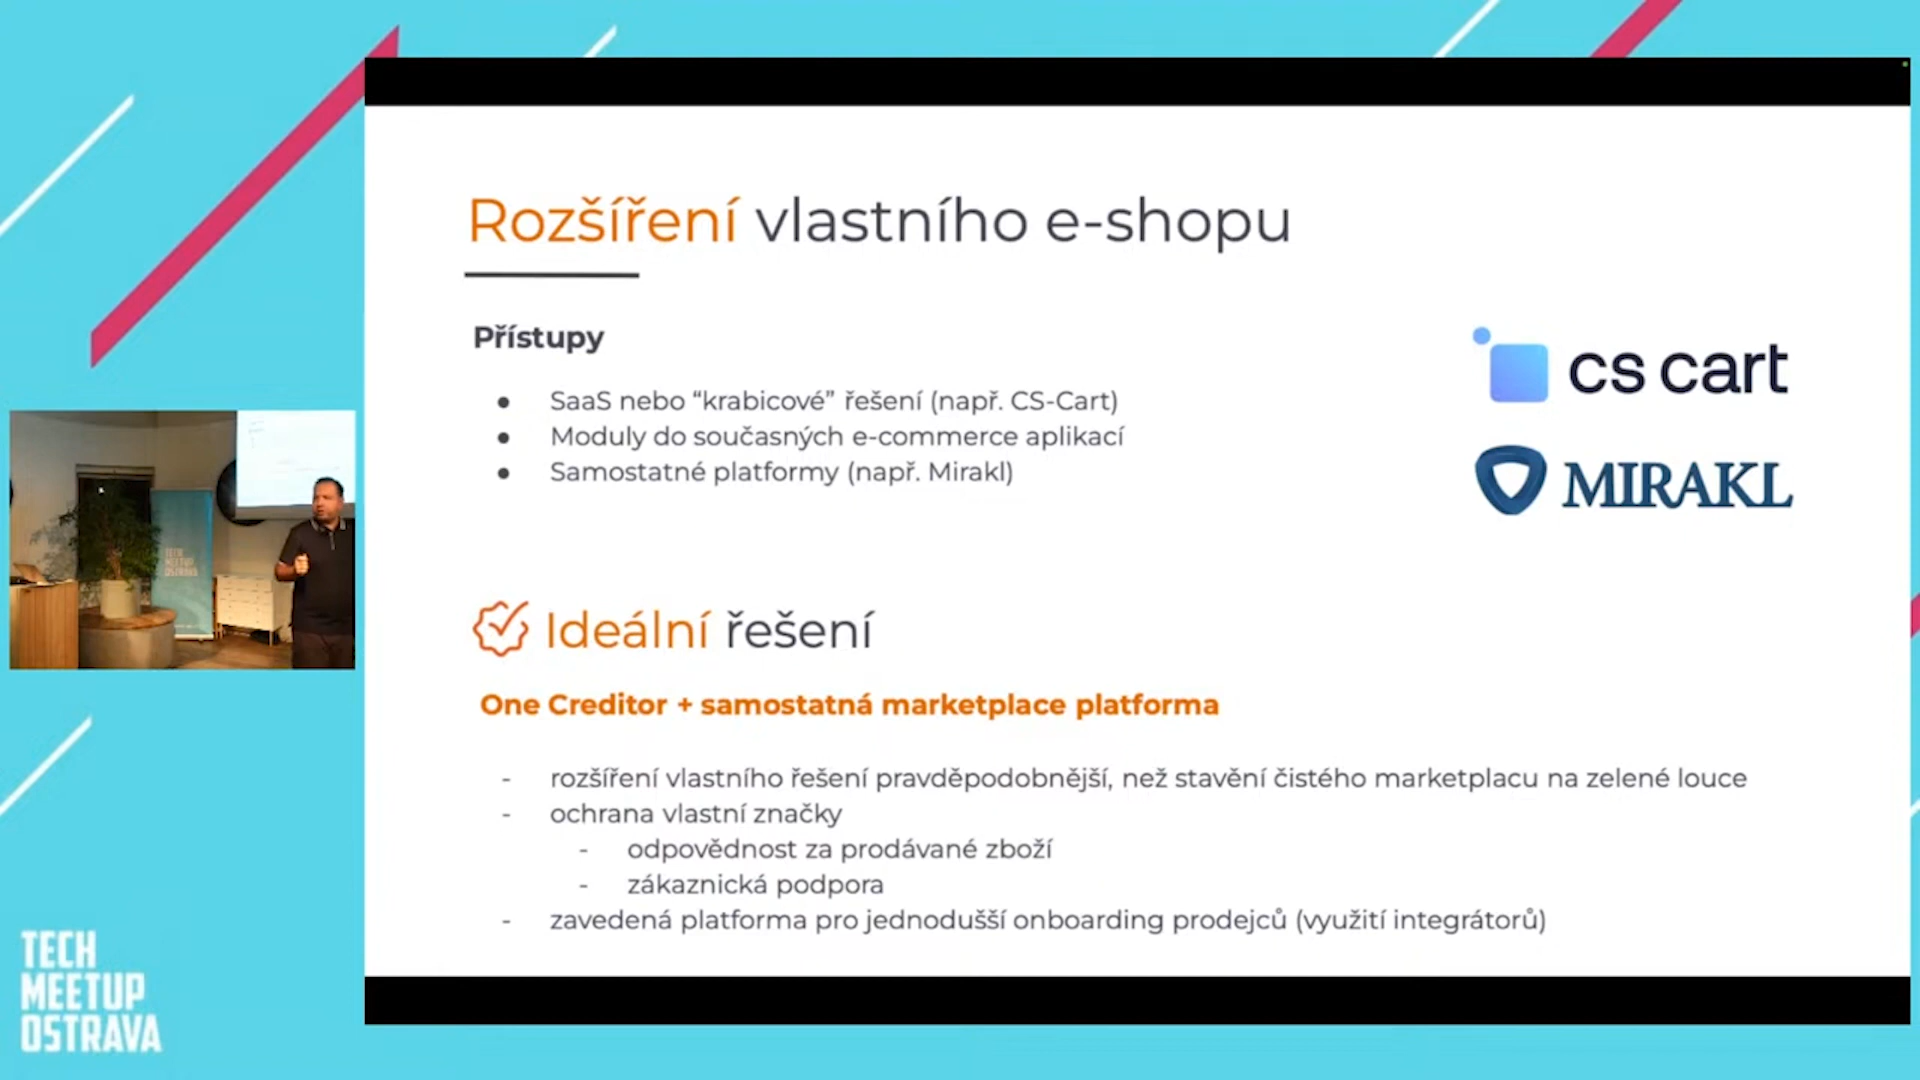 Rozšíření vlastního e-shopu
Přístupy
● SaaS nebo “krabicové” řešení (např. CS-Cart)
● Moduly do současných e-commerce aplikací
● Samostatné platformy (např. Mirakl)
cs cart
MIRAKL
Ideální řešení
One Creditor + samostatná marketplace platforma
- rozšíření vlastního řešení pravděpodobnější, než stavění čistého marketplacu na zelené louce
- ochrana vlastní značky
- odpovědnost za prodávané zboží
- zákaznická podpora
- zavedená platforma pro jednodušší onboarding prodejců (využití integrátorů)
TECH
MEETUP
OSTRAVA
TECH
MEETUP
OSTRAVA